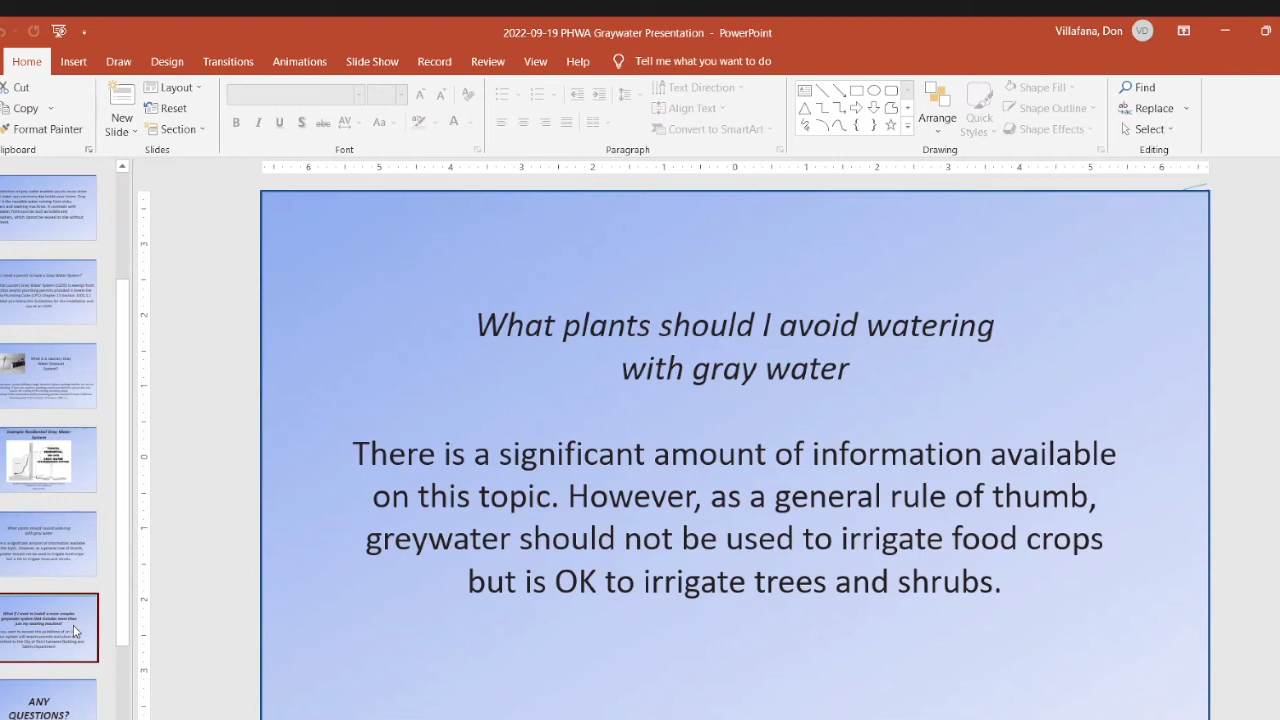 2022-09-19 PHWA Graywater Presentation - PowerPoint
Villafana, Don
VD
Home Insert Draw Design Transitions Animations Slide Show Record Review View Help Tell me what you want to do
Cut
Copy
Format Painter
New
Slide
Layout
Reset
Section
Slides
Font
Text Direction
Align Text
Convert to SmartArt
Paragraph
Arrange
Quick
Styles
Shape Fill
Shape Outline
Shape Effects
Drawing
Find
Replace
Select
Editing
What plants should I avoid watering
with gray water
There is a significant amount of information available
on this topic. However, as a general rule of thumb,
greywater should not be used to irrigate food crops
but is OK to irrigate trees and shrubs.
ANY
QUESTIONS?